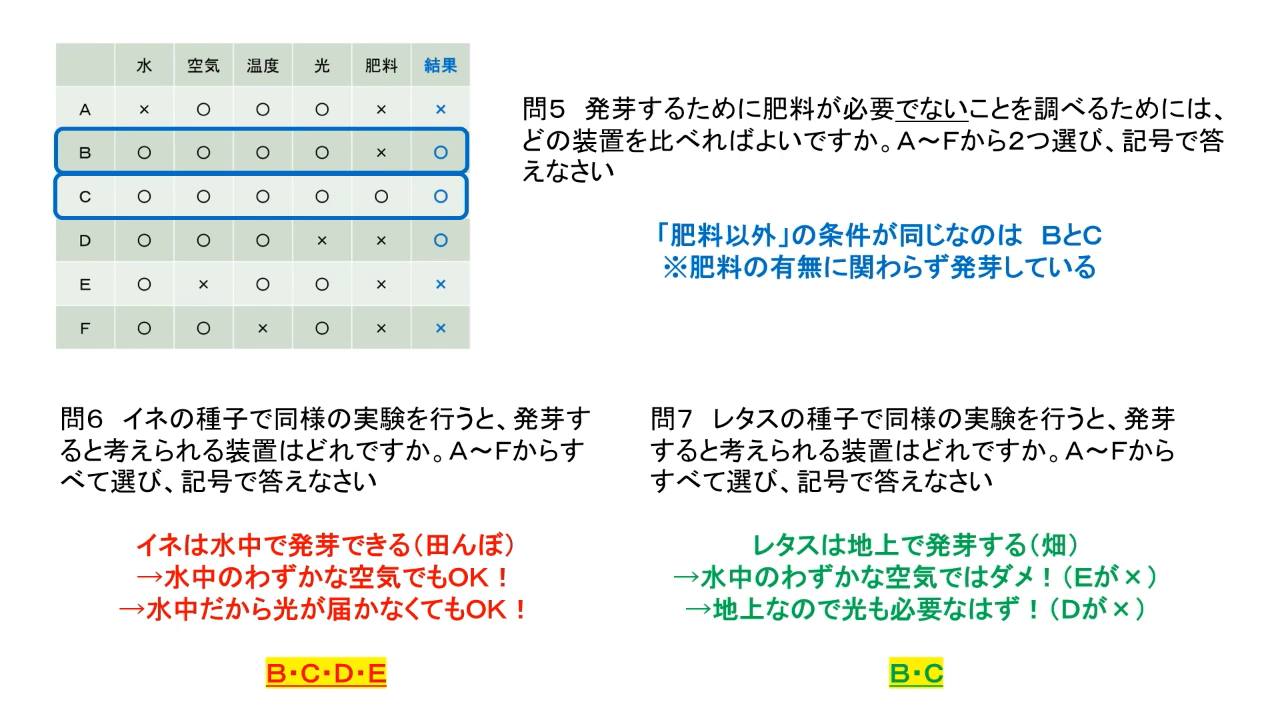 水 空気 温度 光 肥料 結果
A × ○ ○ ○ × ×
B ○ ○ ○ ○ × ○
C ○ ○ ○ ○ ○ ○
D ○ ○ ○ × × ○
E ○ × ○ ○ × ×
F ○ ○ × ○ × ×
問5　発芽するために肥料が必要でないことを調べるためには、
どの装置を比べればよいですか。A～Fから2つ選び、記号で答
えなさい
「肥料以外」の条件が同じなのは　BとC
※肥料の有無に関わらず発芽している
問6　イネの種子で同様の実験を行うと、発芽す
ると考えられる装置はどれですか。A～Fからす
べて選び、記号で答えなさい
イネは水中で発芽できる（田んぼ）
→水中のわずかな空気でもOK！
→水中だから光が届かなくてもOK！
B・C・D・E
問7　レタスの種子で同様の実験を行うと、発芽
すると考えられる装置はどれですか。A～Fから
すべて選び、記号で答えなさい
レタスは地上で発芽する（畑）
→水中のわずかな空気ではダメ！（Eが×）
→地上なので光も必要なはず！（Dが×）
B・C